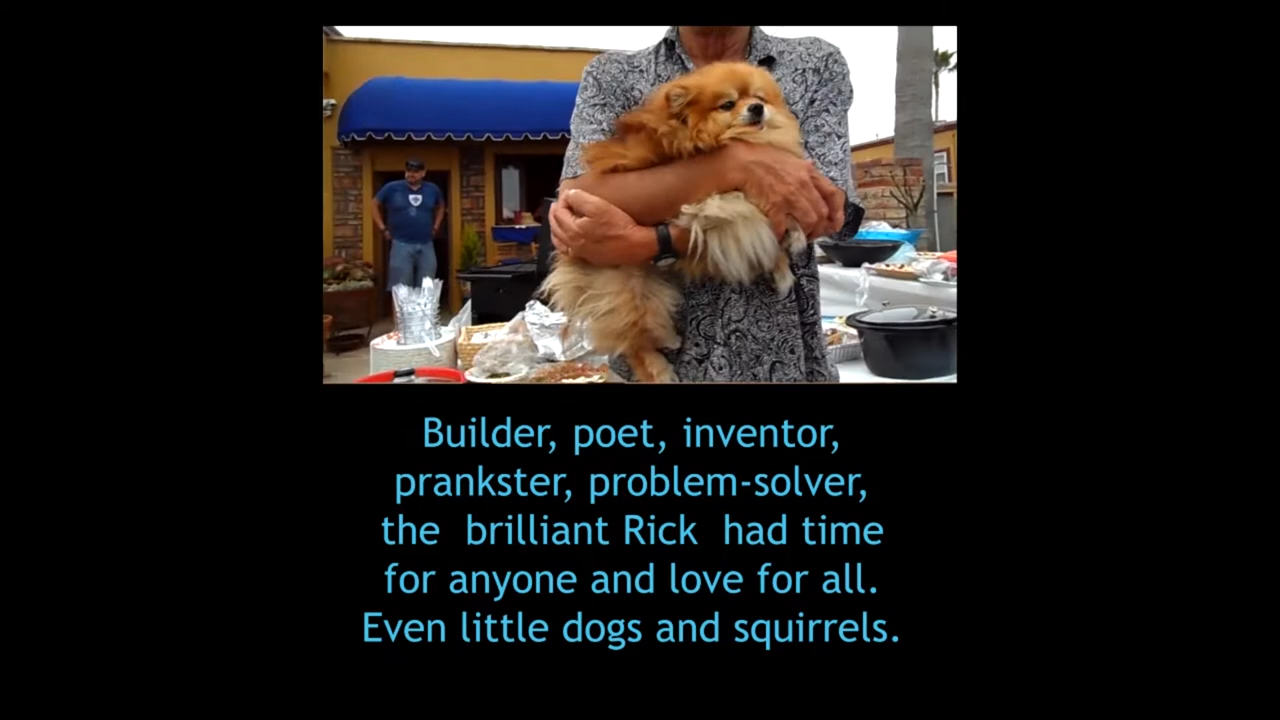 Builder, poet, inventor,
prankster, problem-solver,
the brilliant Rick had time
for anyone and love for all.
Even little dogs and squirrels.